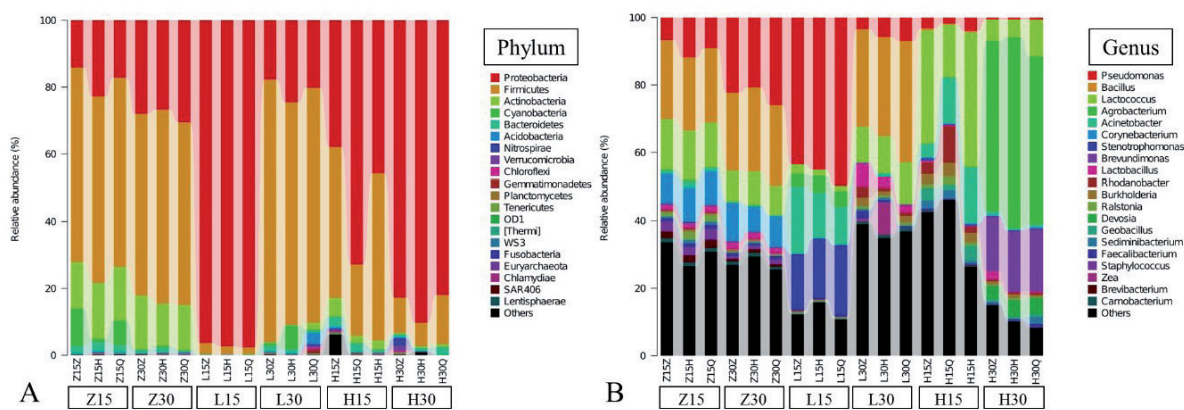 100
80
60
40
20
0
Relative abundance (%)
Z15Z
Z15H
Z15Q
Z30Z
Z30H
Z30Q
L15Z
L15H
L15Q
L30Z
L30H
L30Q
H15Z
H15Q
H15H
H30Z
H30H
H30Q
A
Z15
Z30
L15
L30
H15
H30
Phylum
Proteobacteria
Firmicutes
Actinobacteria
Cyanobacteria
Bacteroidetes
Acidobacteria
Nitrospirae
Verrucomicrobia
Chloroflexi
Gemmatimonadetes
Planctomycetes
Tenericutes
OD1
[Thermi]
WS3
Fusobacteria
Euryarchaeota
Chlamydiae
SAR406
Lentisphaerae
Others
100
80
60
40
20
0
Relative abundance (%)
Z15Z
Z15H
Z15Q
Z30Z
Z30H
Z30Q
L15Z
L15H
L15Q
L30Z
L30H
L30Q
H15Z
H15Q
H15H
H30Z
H30H
H30Q
B
Z15
Z30
L15
L30
H15
H30
Genus
Pseudomonas
Bacillus
Lactococcus
Agrobacterium
Acinetobacter
Corynebacterium
Stenotrophomonas
Brevundimonas
Lactobacillus
Rhodanobacter
Burkholderia
Ralstonia
Devosia
Geobacillus
Sediminibacterium
Faecalibacterium
Staphylococcus
Zea
Brevibacterium
Carnobacterium
Others